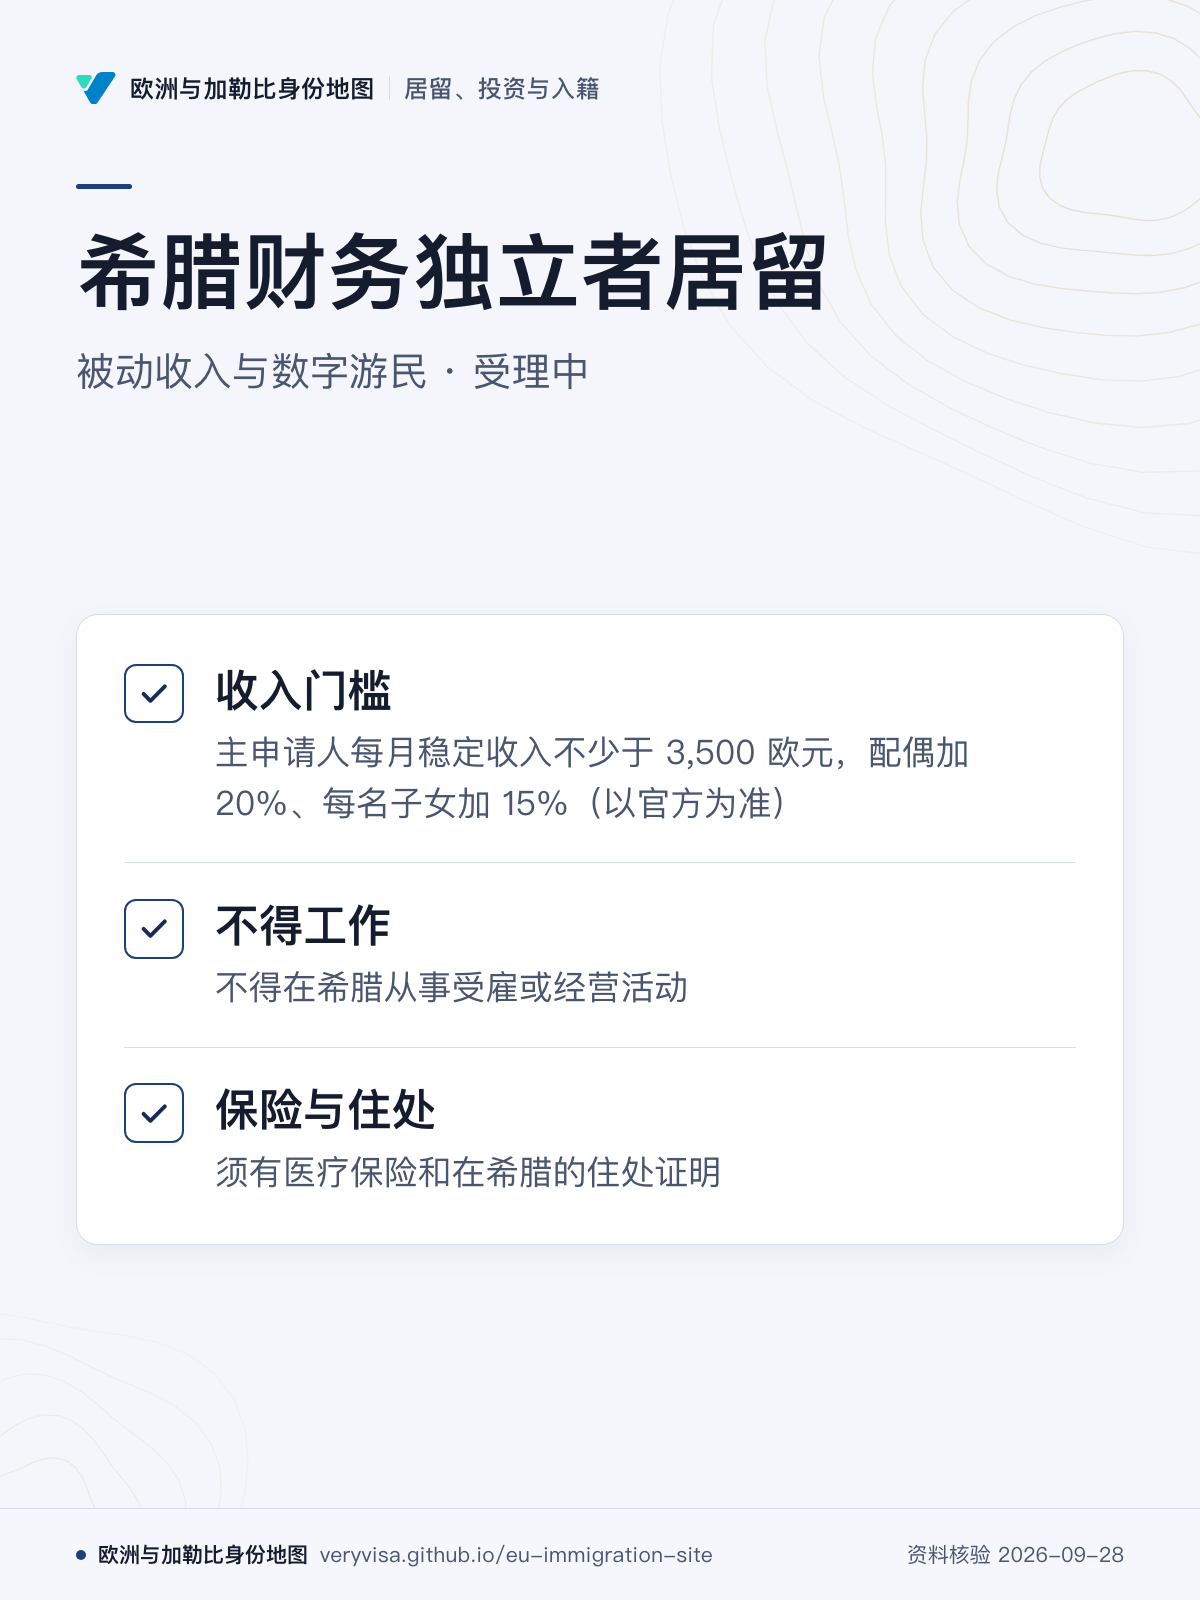 欧洲与加勒比身份地图 居留、投资与入籍
希腊财务独立者居留
被动收入与数字游民 · 受理中
收入门槛
主申请人每月稳定收入不少于 3,500 欧元，配偶加
20%、每名子女加 15%（以官方为准）
不得工作
不得在希腊从事受雇或经营活动
保险与住处
须有医疗保险和在希腊的住处证明
欧洲与加勒比身份地图 veryvisa.github.io/eu-immigration-site 资料核验 2026-09-28